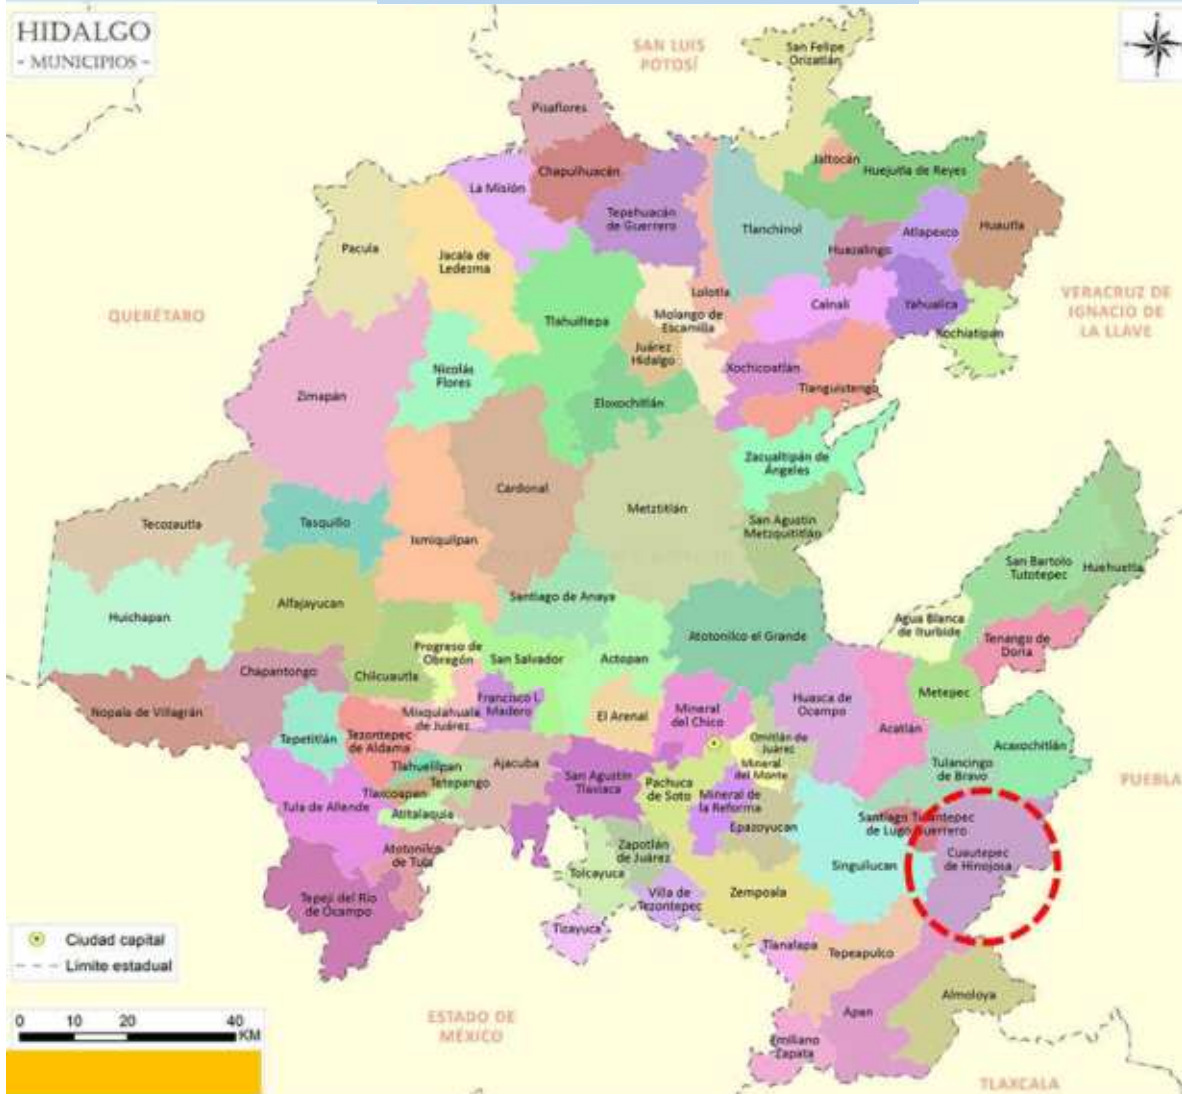 HIDALGO
- MUNICIPIOS -
SAN LUIS
POTOSÍ
San Felipe
Orizatlán
Pisaflores
Chapulhuacán
La Misión
Jaltocán
Huejutla de Reyes
Tepehuacán
de Guerrero
Tlanchinol
Atlapexco
Huautla
Pacula
Jacala de
Ledezma
Huazalingo
QUERÉTARO
Lolotla
Calnali
Yahualica
VERACRUZ DE
IGNACIO DE
LA LLAVE
Tlahuiltepa
Molango de
Escamilla
Xochiatipan
Juárez
Hidalgo
Nicolás
Flores
Xochicoatlán
Tianguistengo
Zimapán
Eloxochitlán
Zacualtipán de
Ángeles
Cardonal
Metztitlán
Tecozautla
Tasquillo
Ixmiquilpan
San Agustín
Metzquititlán
San Bartolo
Tutotepec
Huehuetla
Huichapan
Alfajayucan
Santiago de Anaya
Agua Blanca
de Iturbide
Tenango de
Doria
Atotonilco el Grande
Progreso de
Obregón
San Salvador
Actopan
Chapantongo
Chilcuautla
Metepec
Nopala de Villagrán
Mixquiahuala
de Juárez
Francisco I.
Madero
El Arenal
Mineral
del Chico
Huasca de
Ocampo
Acatlán
Tepetitlán
Tezontepec
de Aldama
Omitlán de
Juárez
Acaxochitlán
Tlahuelilpan
Tetepango
Ajacuba
San Agustín
Tlaxiaca
Pachuca
de Soto
Mineral
del Monte
Tulancingo
de Bravo
PUEBLA
Tlaxcoapan
Tula de Allende
Atitalaquia
Mineral de
la Reforma
Epazoyucan
Santiago Tulantepec
de Lugo Guerrero
Atotonilco
de Tula
Zapotlán
de Juárez
Tolcayuca
Singuilucan
Cuautepec
de Hinojosa
Tepeji del Río
de Ocampo
Villa de
Tezontepec
Zempoala
Tizayuca
Tlanalapa
Tepeapulco
Ciudad capital
Límite estadual
Almoloya
Apan
0 10 20 40
KM
ESTADO DE
MÉXICO
Emiliano
Zapata
TLAXCALA